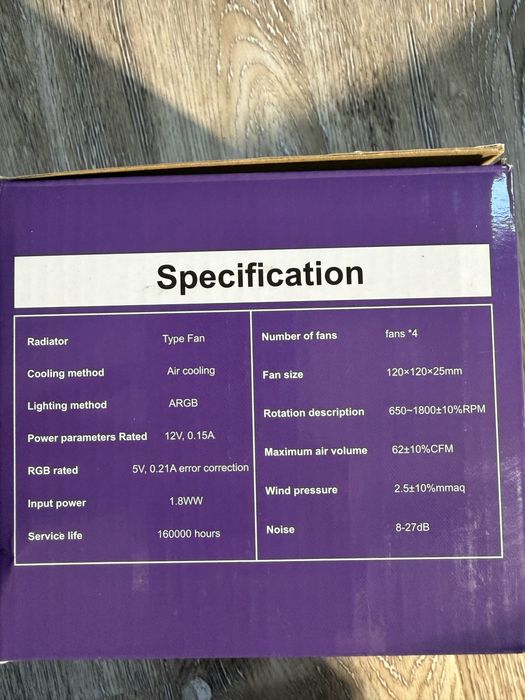 Specification
Radiator Type Fan
Cooling method Air cooling
Lighting method ARGB
Power parameters Rated 12V, 0.15A
RGB rated 5V, 0.21A error correction
Input power 1.8WW
Service life 160000 hours
Number of fans fans *4
Fan size 120×120×25mm
Rotation description 650~1800±10%RPM
Maximum air volume 62±10%CFM
Wind pressure 2.5±10%mmaq
Noise 8-27dB